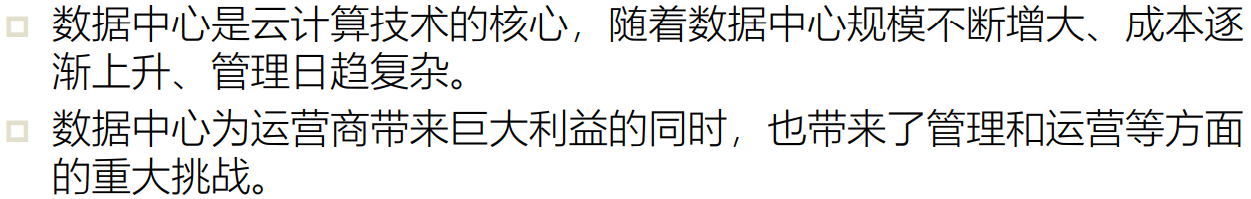 数据中心是云计算技术的核心，随着数据中心规模不断增大、成本逐
渐上升、管理日趋复杂。
数据中心为运营商带来巨大利益的同时，也带来了管理和运营等方面
的重大挑战。